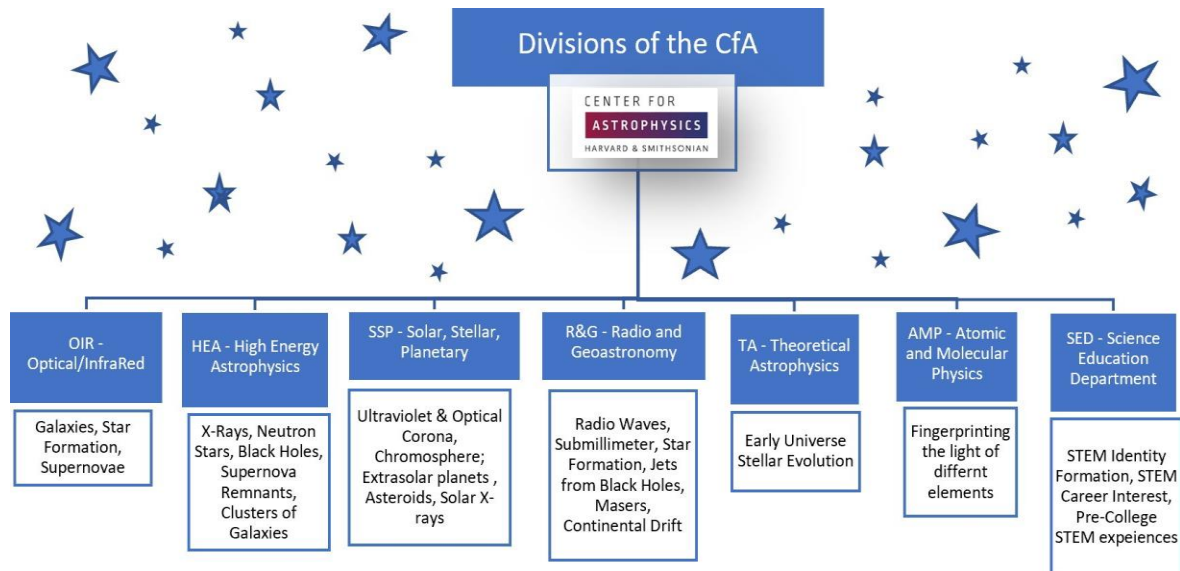 Divisions of the CfA
CENTER FOR
ASTROPHYSICS
HARVARD & SMITHSONIAN
OIR -
Optical/InfraRed
Galaxies, Star
Formation,
Supernovae
HEA - High Energy
Astrophysics
X-Rays, Neutron
Stars, Black Holes,
Supernova
Remnants,
Clusters of
Galaxies
SSP - Solar, Stellar,
Planetary
Ultraviolet & Optical
Corona,
Chromosphere;
Extrasolar planets ,
Asteroids, Solar X-
rays
R&G - Radio and
Geoastronomy
Radio Waves,
Submillimeter, Star
Formation, Jets
from Black Holes,
Masers,
Continental Drift
TA - Theoretical
Astrophysics
Early Universe
Stellar Evolution
AMP - Atomic
and Molecular
Physics
Fingerprinting
the light of
differnt
elements
SED - Science
Education
Department
STEM Identity
Formation, STEM
Career Interest,
Pre-College
STEM expeiences